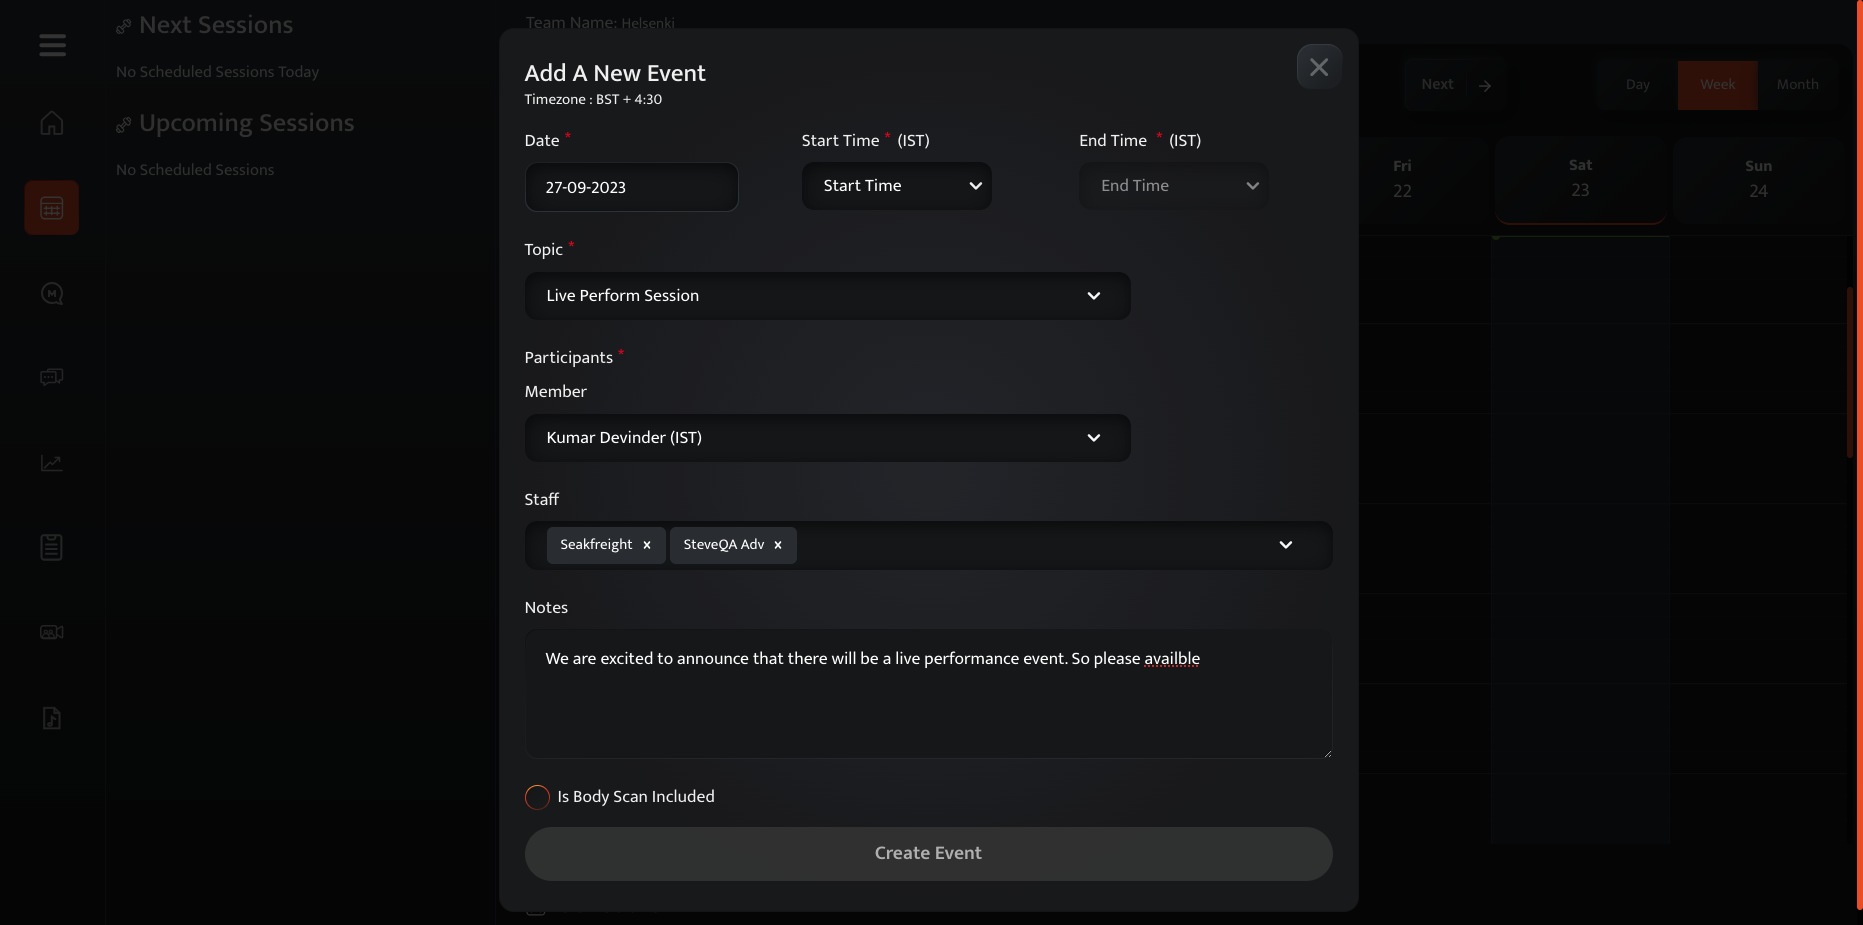 Next Sessions
No Scheduled Sessions Today
Upcoming Sessions
No Scheduled Sessions
Team Name: Helsenki
Next
Day
Week
Month
Fri
22
Sat
23
Sun
24
Add A New Event
Timezone : BST + 4:30
Date *
Start Time * (IST)
End Time * (IST)
27-09-2023
Start Time
End Time
Topic *
Live Perform Session
Participants *
Member
Kumar Devinder (IST)
Staff
Seakfreight x
SteveQA Adv x
Notes
We are excited to announce that there will be a live performance event. So please availble
Is Body Scan Included
Create Event